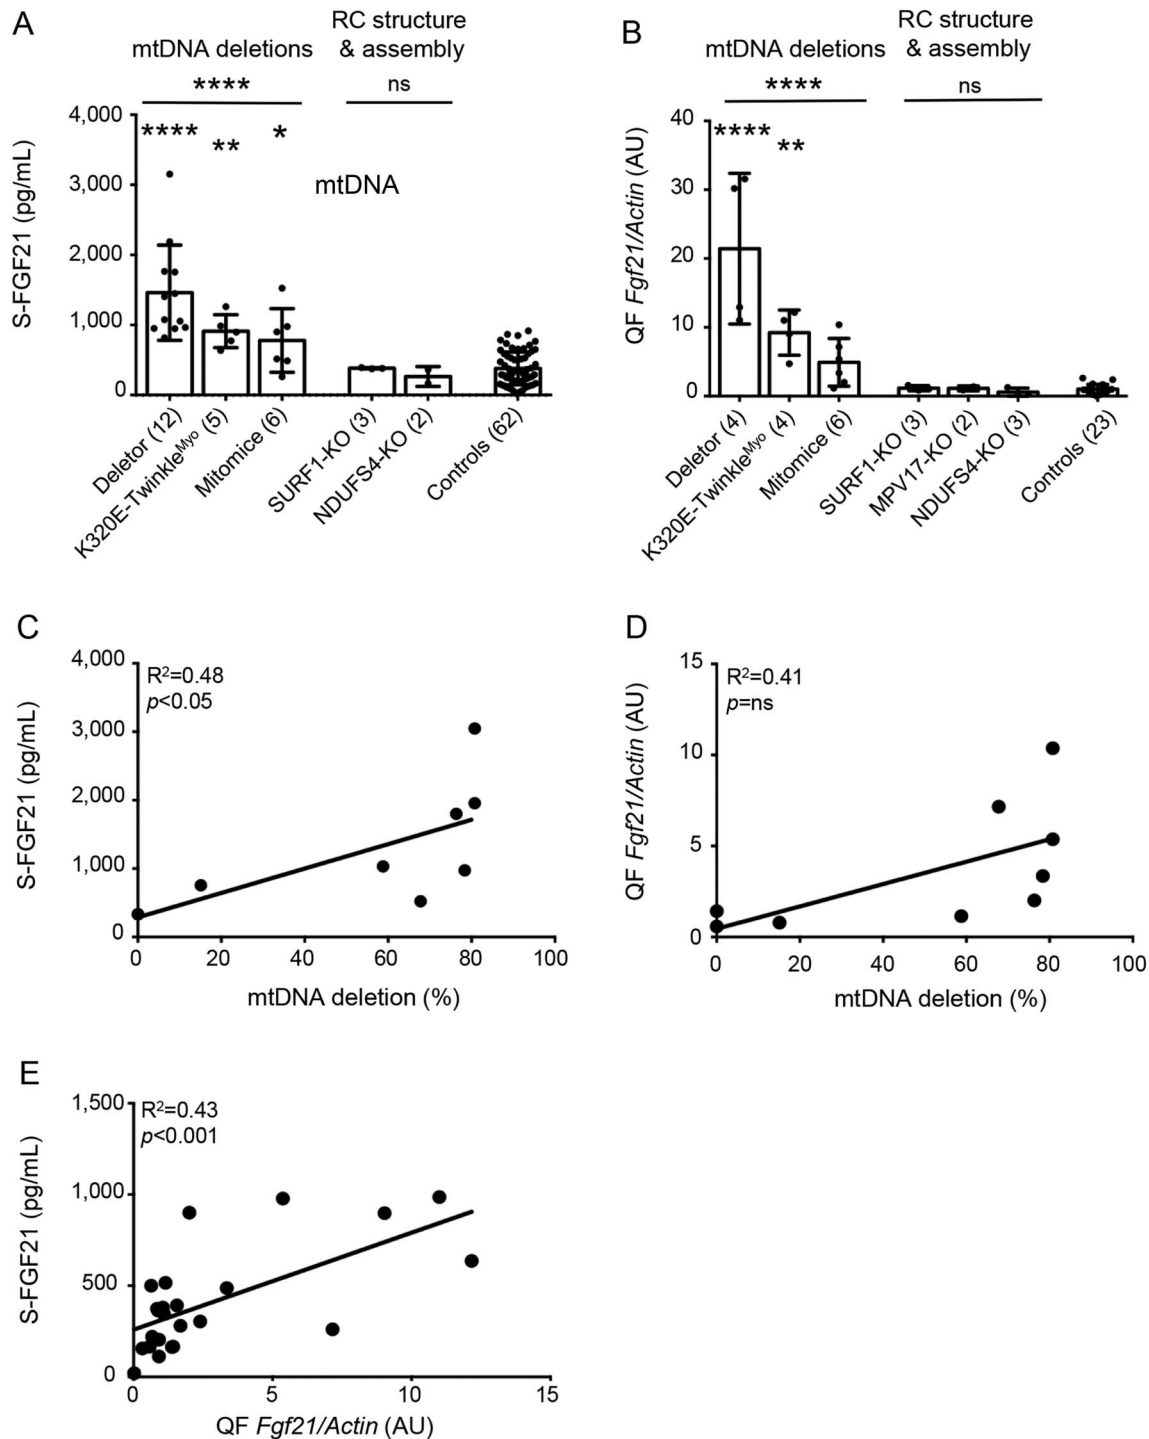 A
mtDNA deletions
RC structure
& assembly
****
ns
S-FGF21 (pg/mL)
4,000
3,000
2,000
1,000
0
****
**
*
mtDNA
Deletor (12)
K320E-Twinkleᴹʸᵒ (5)
Mitomice (6)
SURF1-KO (3)
NDUFS4-KO (2)
Controls (62)
B
mtDNA deletions
RC structure
& assembly
****
ns
QF Fgf21/Actin (AU)
40
30
20
10
0
****
**
Deletor (4)
K320E-Twinkleᴹʸᵒ (4)
Mitomice (6)
SURF1-KO (3)
MPV17-KO (2)
NDUFS4-KO (3)
Controls (23)
C
S-FGF21 (pg/mL)
4,000
3,000
2,000
1,000
0
R²=0.48
p<0.05
0 20 40 60 80 100
mtDNA deletion (%)
D
QF Fgf21/Actin (AU)
15
10
5
0
R²=0.41
p=ns
0 20 40 60 80 100
mtDNA deletion (%)
E
S-FGF21 (pg/mL)
1,500
1,000
500
0
R²=0.43
p<0.001
0 5 10 15
QF Fgf21/Actin (AU)